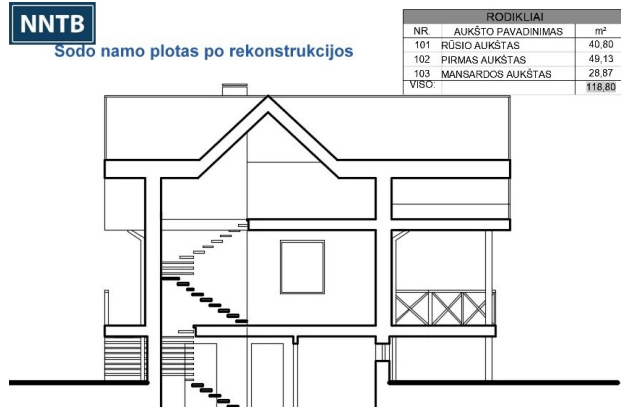 NNTB
Sodo namo plotas po rekonstrukcijos
RODIKLIAI
NR. AUKŠTO PAVADINIMAS m²
101 RŪSIO AUKŠTAS 40,80
102 PIRMAS AUKŠTAS 49,13
103 MANSARDOS AUKŠTAS 28,87
VISO: 118,80